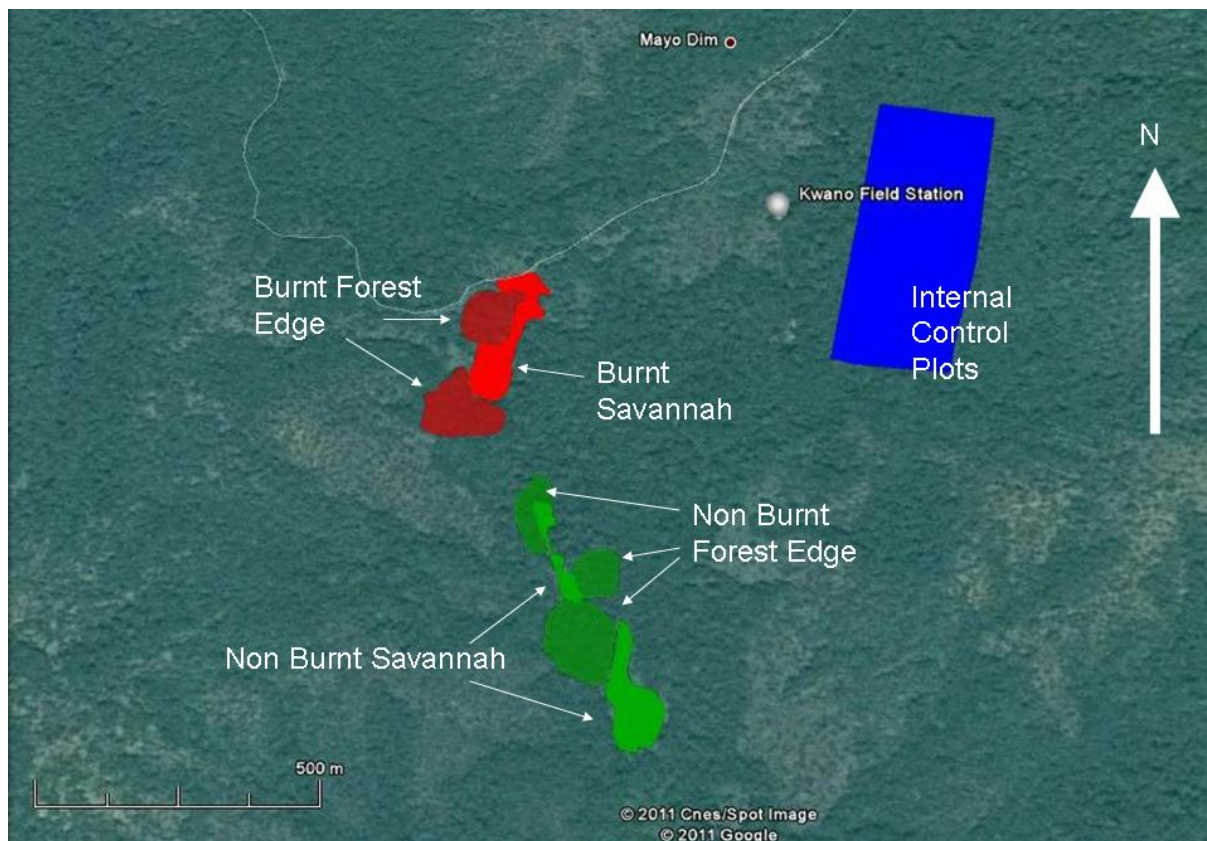 Mayo Dim
N
Kwano Field Station
Burnt Forest
Edge
Internal
Control
Plots
Burnt
Savannah
Non Burnt
Forest Edge
Non Burnt Savannah
500 m
© 2011 Cnes/Spot Image
© 2011 Google